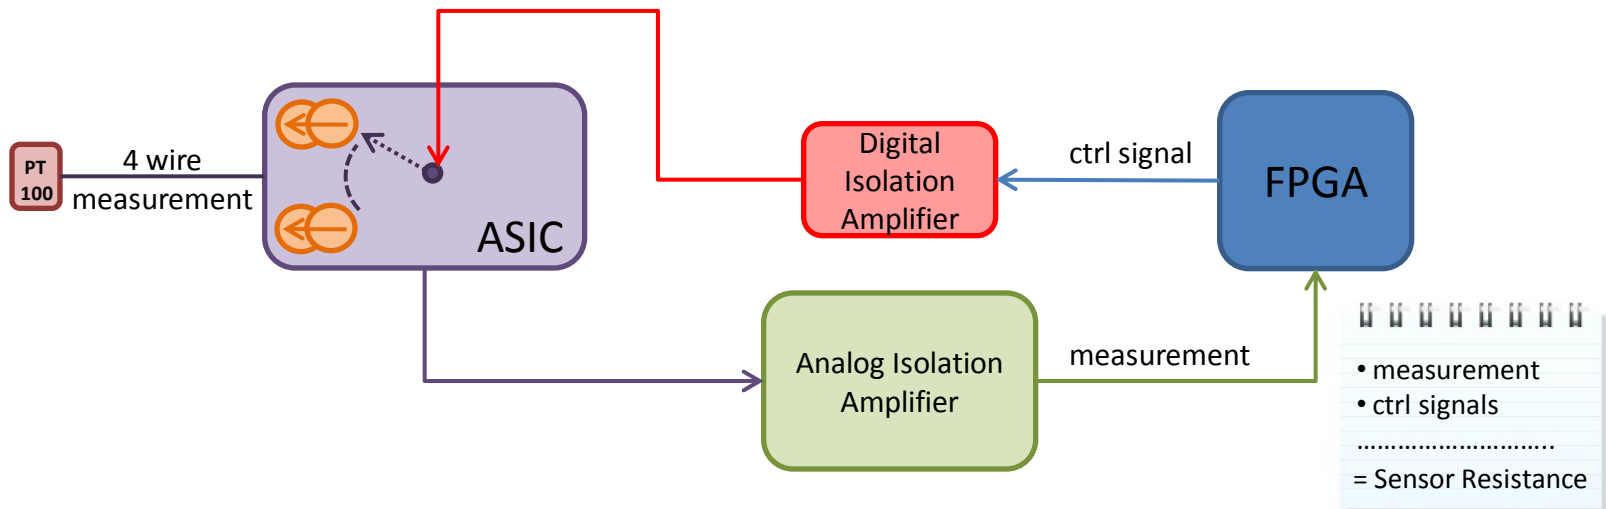 PT
100
4 wire
measurement
ASIC
Digital
Isolation
Amplifier
ctrl signal
FPGA
Analog Isolation
Amplifier
measurement
• measurement
• ctrl signals
………………………..
= Sensor Resistance